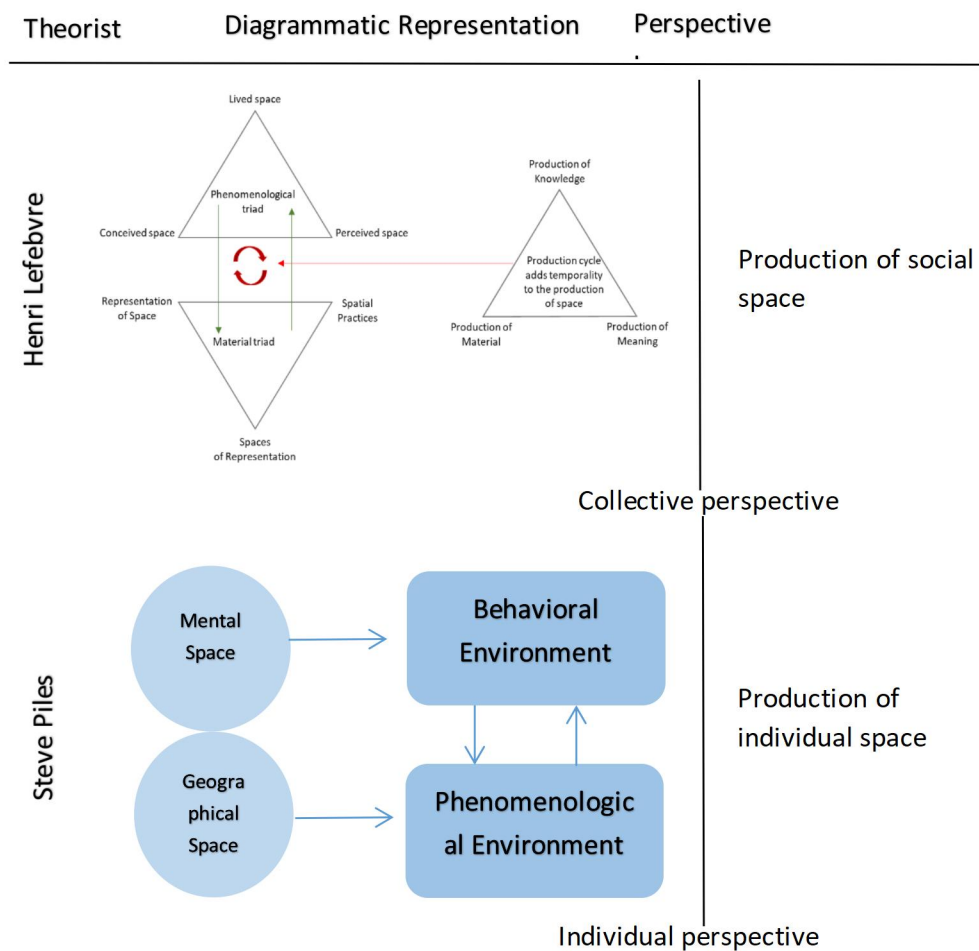 Theorist
Diagrammatic Representation
Perspective
.
Henri Lefebvre
Lived space
Phenomenological
triad
Conceived space
Perceived space
Representation
of Space
Spatial
Practices
Material triad
Spaces
of Representation
Production of
Knowledge
Production cycle
adds temporality
to the production
of space
Production of
Material
Production of
Meaning
Production of social
space
Collective perspective
Steve Piles
Mental
Space
Behavioral
Environment
Geogra
phical
Space
Phenomenologic
al Environment
Production of
individual space
Individual perspective